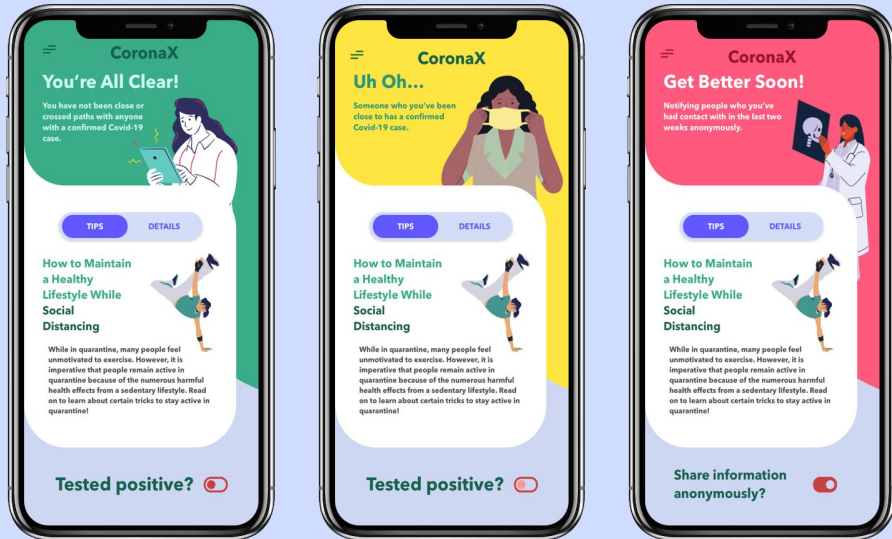 CoronaX
You're All Clear!
You have not been close or
crossed paths with anyone
with a confirmed Covid-19
case.
TIPS
DETAILS
How to Maintain
a Healthy
Lifestyle While
Social
Distancing
While in quarantine, many people feel
unmotivated to exercise. However, it is
imperative that people remain active in
quarantine because of the numerous harmful
health effects from a sedentary lifestyle. Read
on to learn about certain tricks to stay active in
quarantine!
Tested positive?
CoronaX
Uh Oh...
Someone who you've been
close to has a confirmed
Covid-19 case.
TIPS
DETAILS
How to Maintain
a Healthy
Lifestyle While
Social
Distancing
While in quarantine, many people feel
unmotivated to exercise. However, it is
imperative that people remain active in
quarantine because of the numerous harmful
health effects from a sedentary lifestyle. Read
on to learn about certain tricks to stay active in
quarantine!
Tested positive?
CoronaX
Get Better Soon!
Notifying people who you've
had contact with in the last two
weeks anonymously.
TIPS
DETAILS
How to Maintain
a Healthy
Lifestyle While
Social
Distancing
While in quarantine, many people feel
unmotivated to exercise. However, it is
imperative that people remain active in
quarantine because of the numerous harmful
health effects from a sedentary lifestyle. Read
on to learn about certain tricks to stay active in
quarantine!
Share information
anonymously?